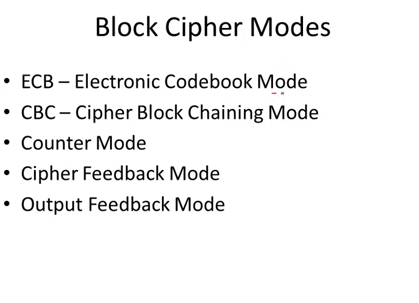 Block Cipher Modes
• ECB – Electronic Codebook Mode
• CBC – Cipher Block Chaining Mode
• Counter Mode
• Cipher Feedback Mode
• Output Feedback Mode